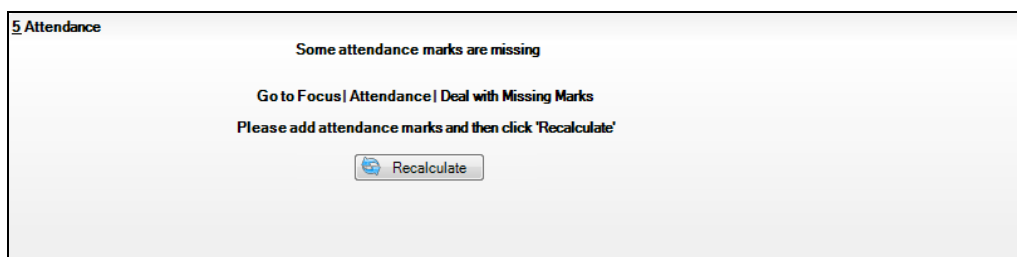 5 Attendance
Some attendance marks are missing
Go to Focus | Attendance | Deal with Missing Marks
Please add attendance marks and then click 'Recalculate'
Recalculate